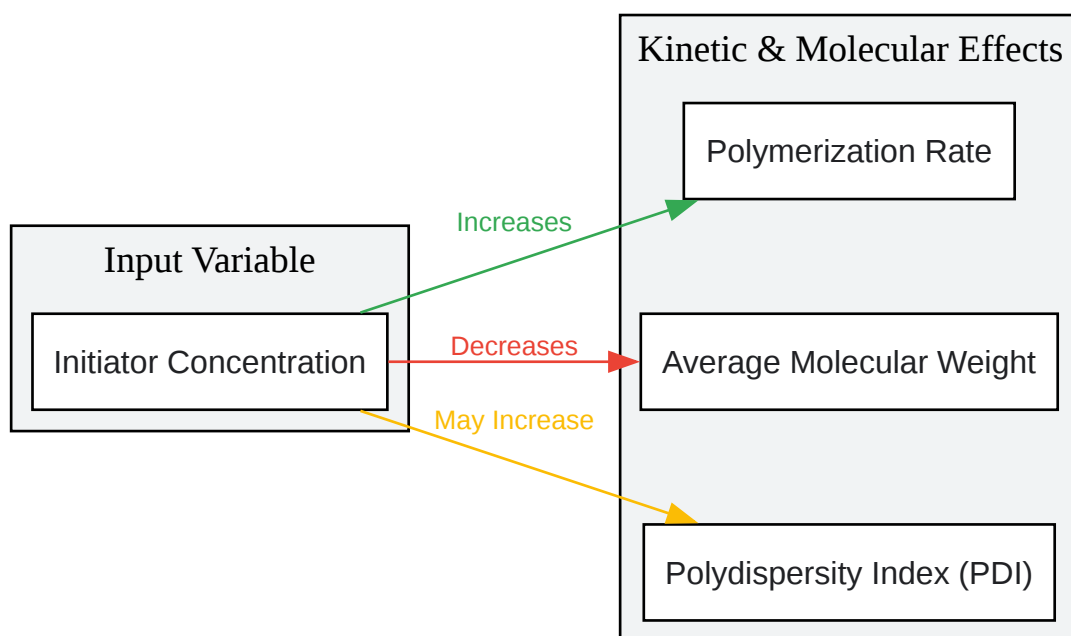 Kinetic & Molecular Effects
Polymerization Rate
Increases
Input Variable
Initiator Concentration
Decreases
Average Molecular Weight
May Increase
Polydispersity Index (PDI)